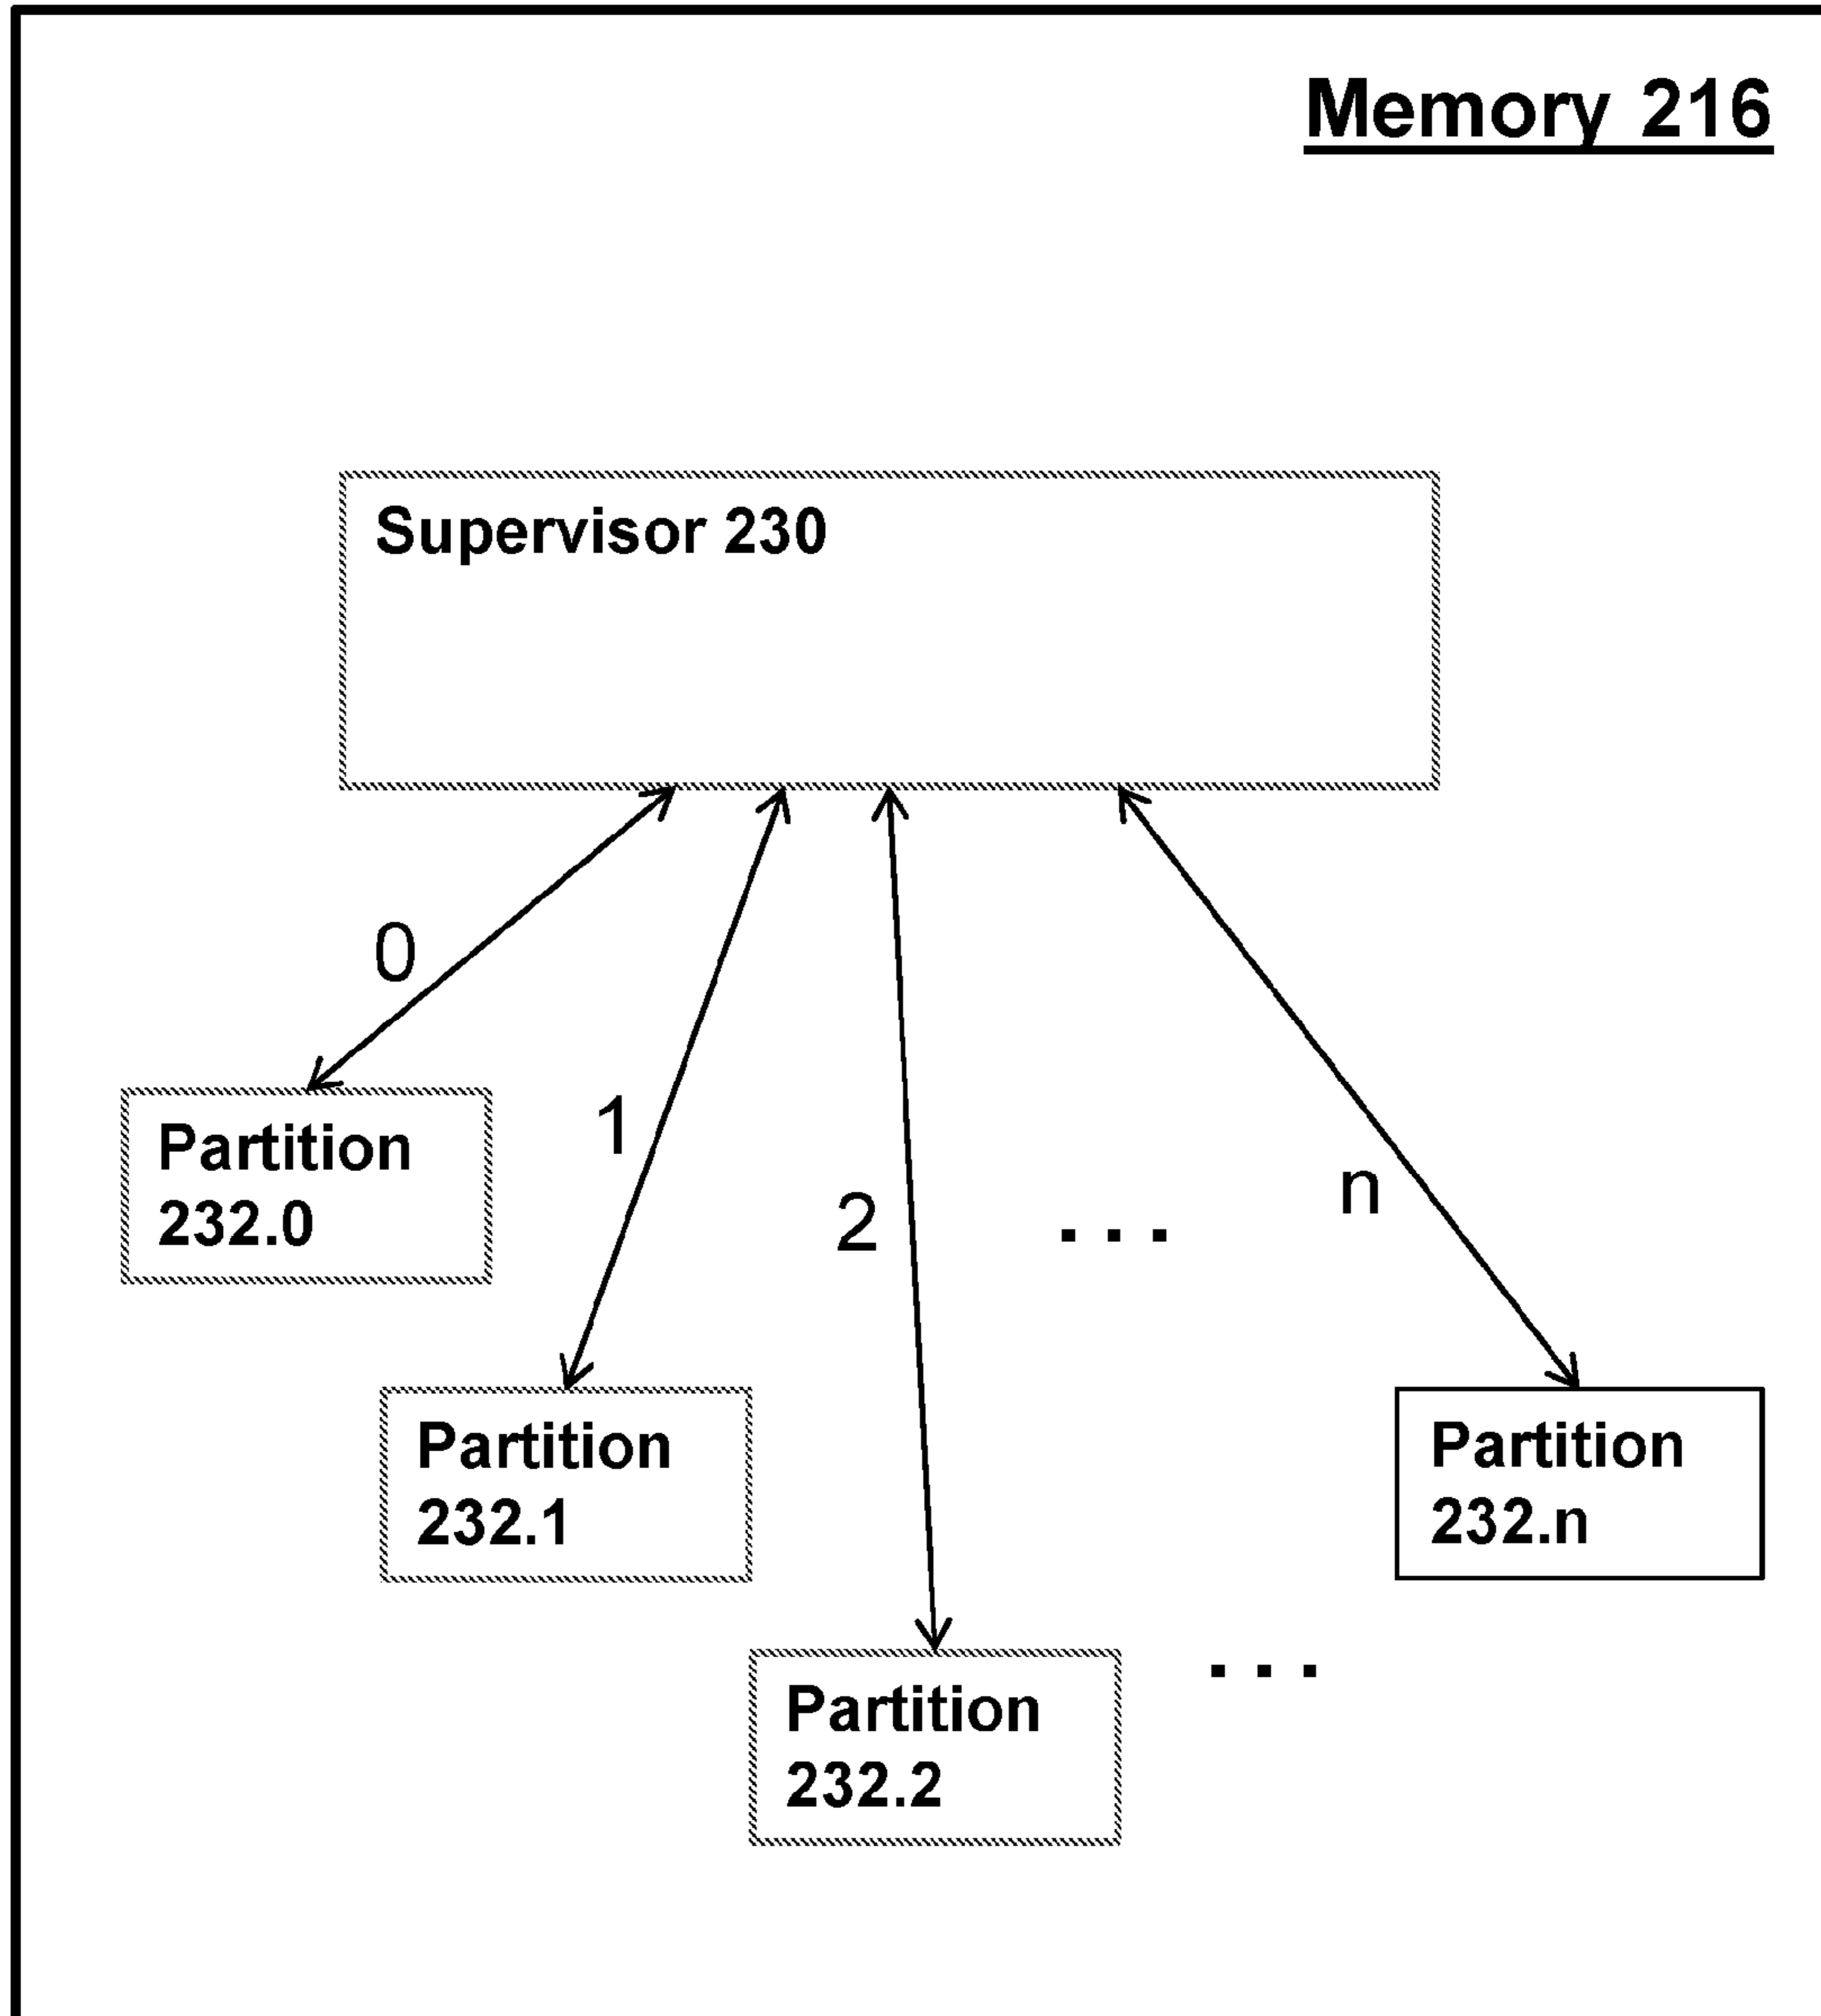 Memory 216
Supervisor 230
0
1
2
. . .
n
Partition
232.0
Partition
232.1
Partition
232.n
Partition
232.2
. . .